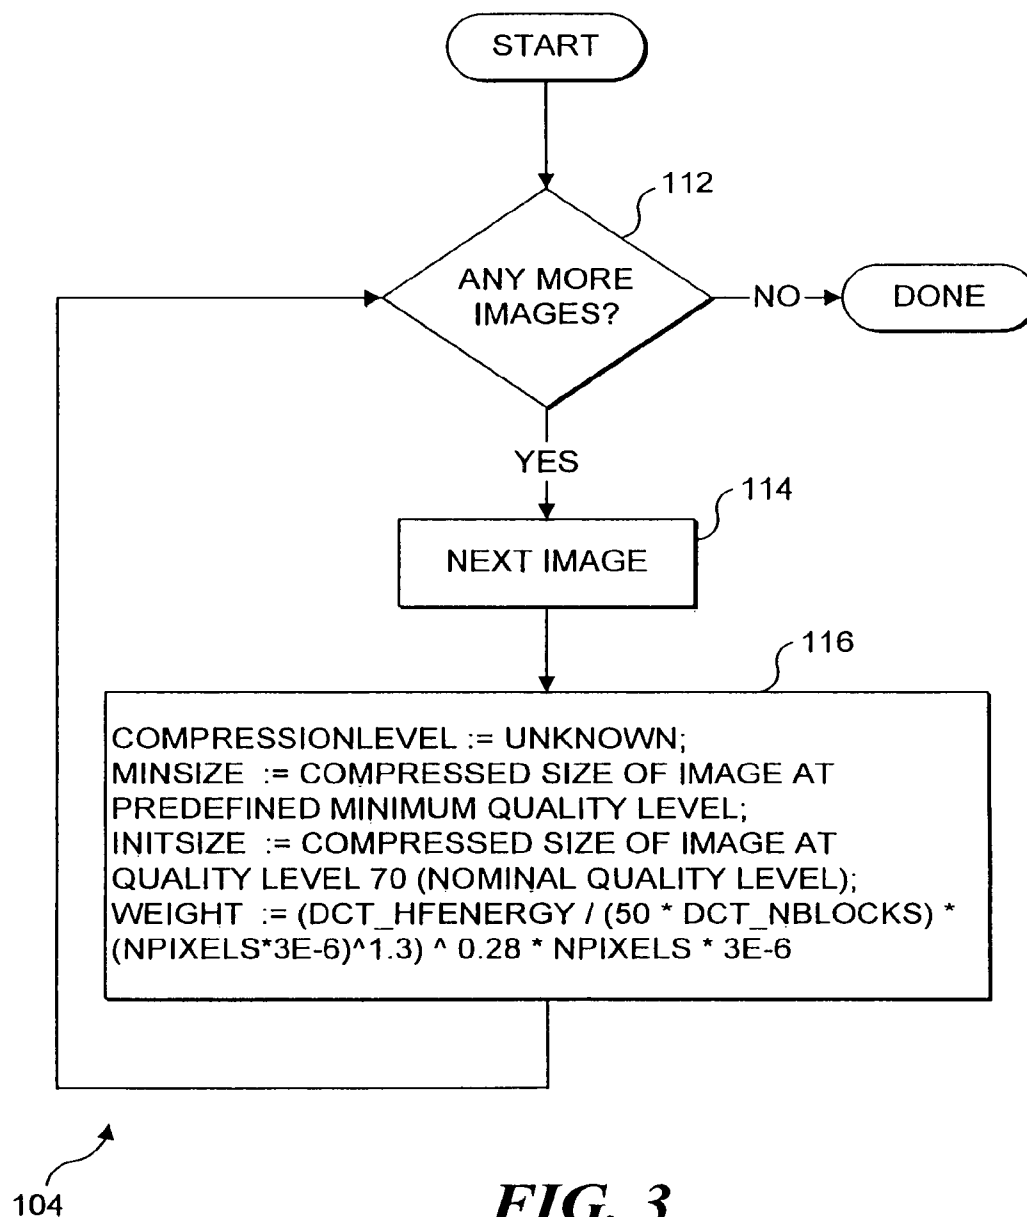 START
112
ANY MORE
IMAGES?
NO
DONE
YES
114
NEXT IMAGE
116
COMPRESSIONLEVEL := UNKNOWN;
MINSIZE := COMPRESSED SIZE OF IMAGE AT
PREDEFINED MINIMUM QUALITY LEVEL;
INITSIZE := COMPRESSED SIZE OF IMAGE AT
QUALITY LEVEL 70 (NOMINAL QUALITY LEVEL);
WEIGHT := (DCT_HFENERGY / (50 * DCT_NBLOCKS) *
(NPIXELS*3E-6)^1.3) ^ 0.28 * NPIXELS * 3E-6
104
FIG. 3